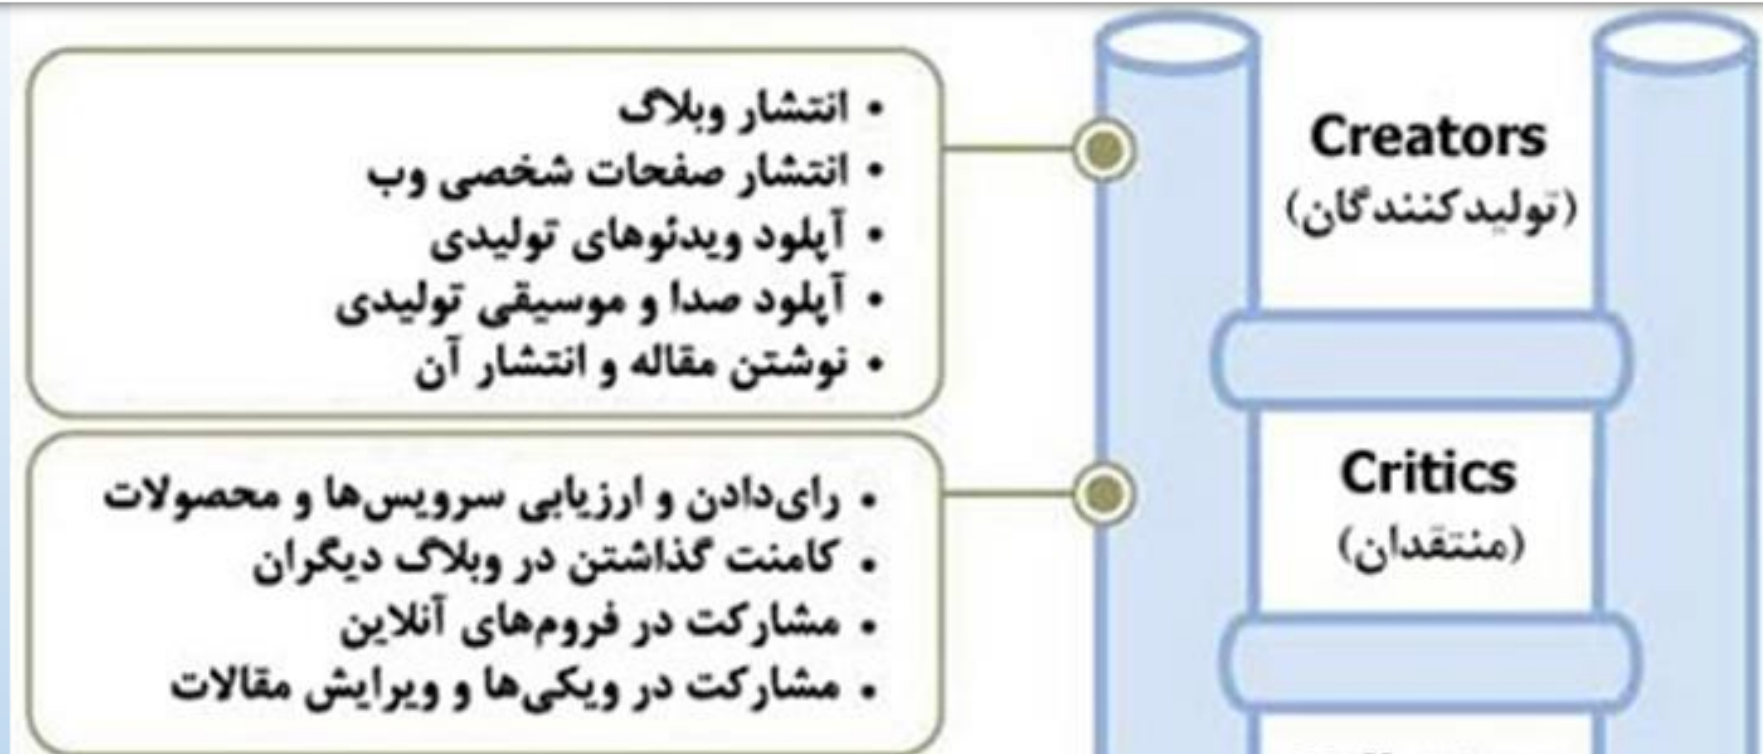 Creators
(تولیدکنندگان)
• انتشار وبلاگ
• انتشار صفحات شخصی وب
• آپلود ویدئوهای تولیدی
• آپلود صدا و موسیقی تولیدی
• نوشتن مقاله و انتشار آن
Critics
(منتقدان)
• رای‌دادن و ارزیابی سرویس‌ها و محصولات
• کامنت گذاشتن در وبلاگ دیگران
• مشارکت در فروم‌های آنلاین
• مشارکت در ویکی‌ها و ویرایش مقالات